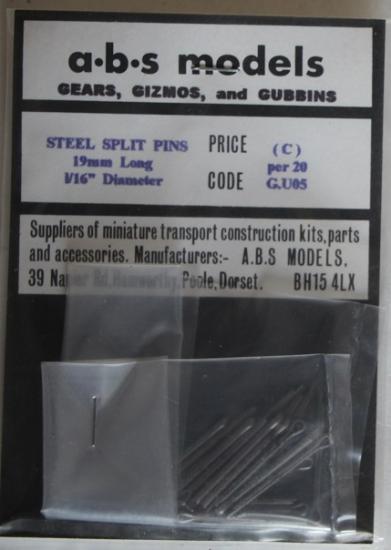 a·b·s models
GEARS, GIZMOS, and GUBBINS
STEEL SPLIT PINS PRICE (C)
19mm Long per 20
1/16" Diameter CODE G.U05
Suppliers of miniature transport construction kits,parts
and accessories. Manufacturers:- A.B.S MODELS.
39 Napier Rd,Hamworthy,Poole,Dorset. BH15 4LX